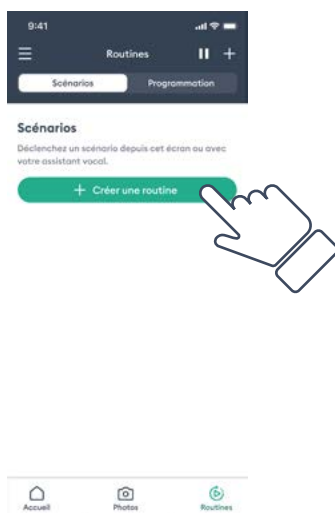 9:41
Routines
Scénarios Programmation
Scénarios
Déclenchez un scénario depuis cet écran ou avec
votre assistant vocal.
+ Créer une routine
Accueil Photos Routines